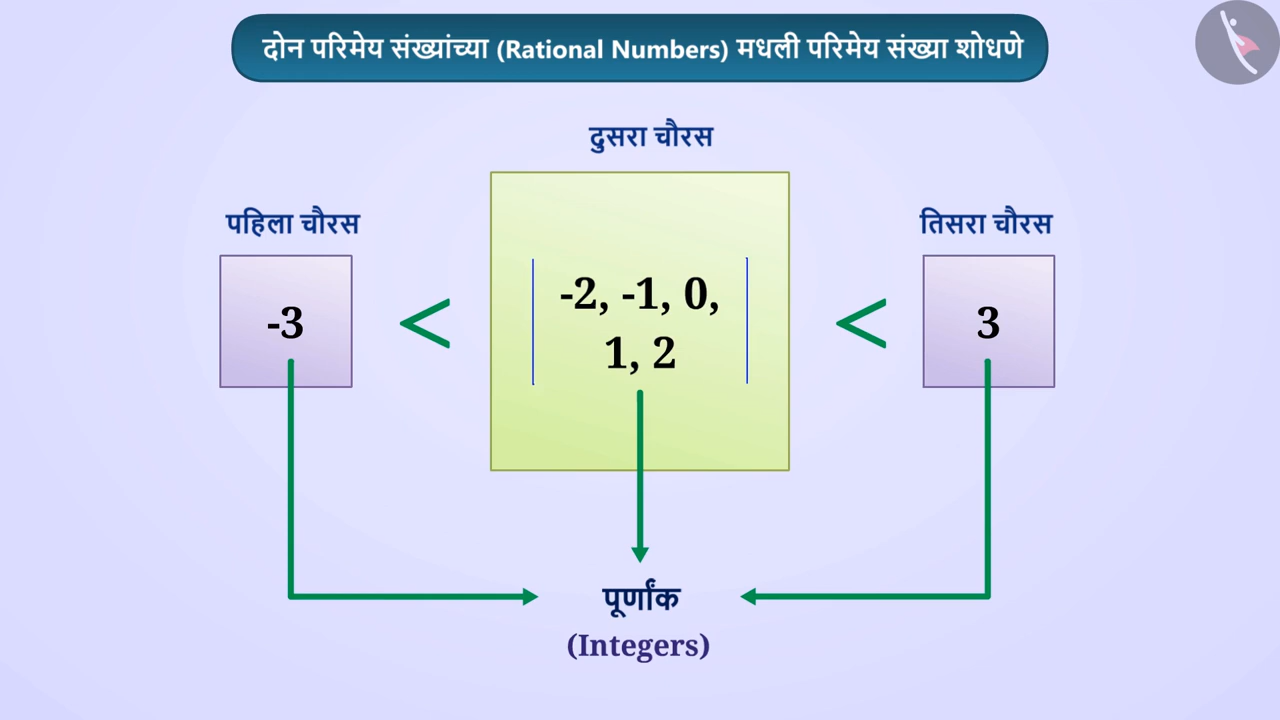 दोन परिमेय संख्यांच्या (Rational Numbers) मधली परिमेय संख्या शोधणे
दुसरा चौरस
पहिला चौरस
तिसरा चौरस
-3 < -2, -1, 0, < 3
1, 2
पूर्णांक
(Integers)